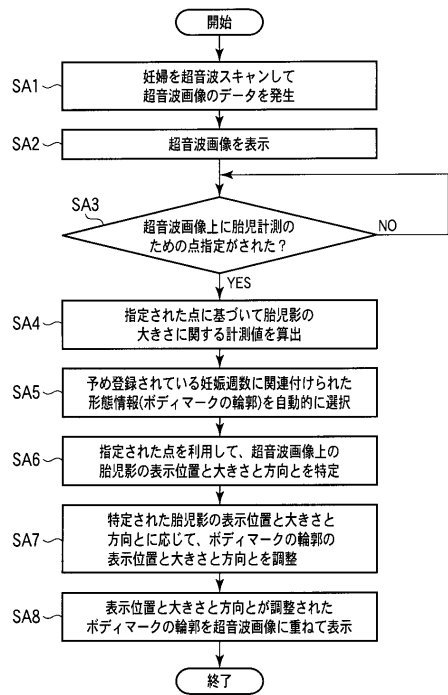 開始
SA1
妊婦を超音波スキャンして
超音波画像のデータを発生
SA2
超音波画像を表示
SA3
超音波画像上に胎児計測の
ための点指定がされた？
NO
YES
SA4
指定された点に基づいて胎児影の
大きさに関する計測値を算出
SA5
予め登録されている妊娠週数に関連付けられた
形態情報(ボディマークの輪郭)を自動的に選択
SA6
指定された点を利用して、超音波画像上の
胎児影の表示位置と大きさと方向とを特定
SA7
特定された胎児影の表示位置と大きさと
方向とに応じて、ボディマークの輪郭の
表示位置と大きさと方向とを調整
SA8
表示位置と大きさと方向とが調整された
ボディマークの輪郭を超音波画像に重ねて表示
終了